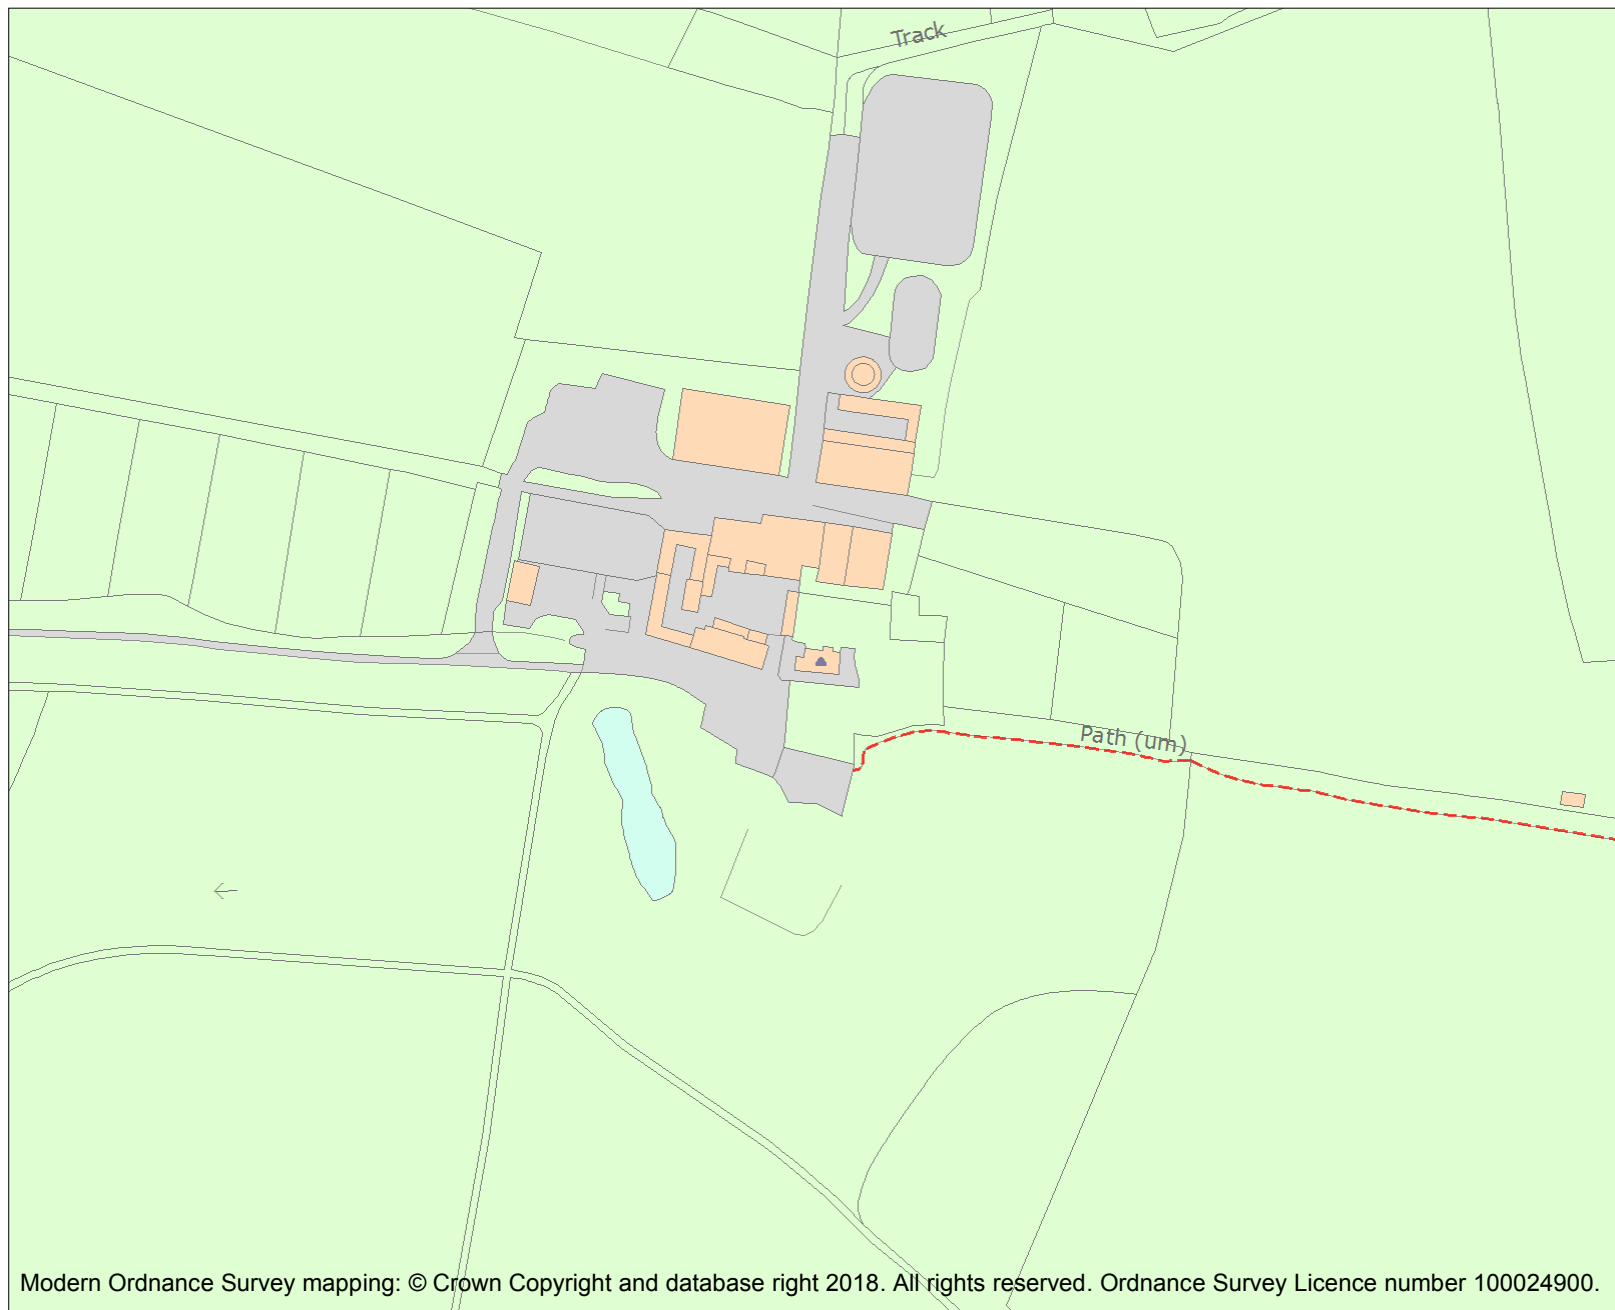 Track
Path (um)
Modern Ordnance Survey mapping: © Crown Copyright and database right 2018. All rights reserved. Ordnance Survey Licence number 100024900.